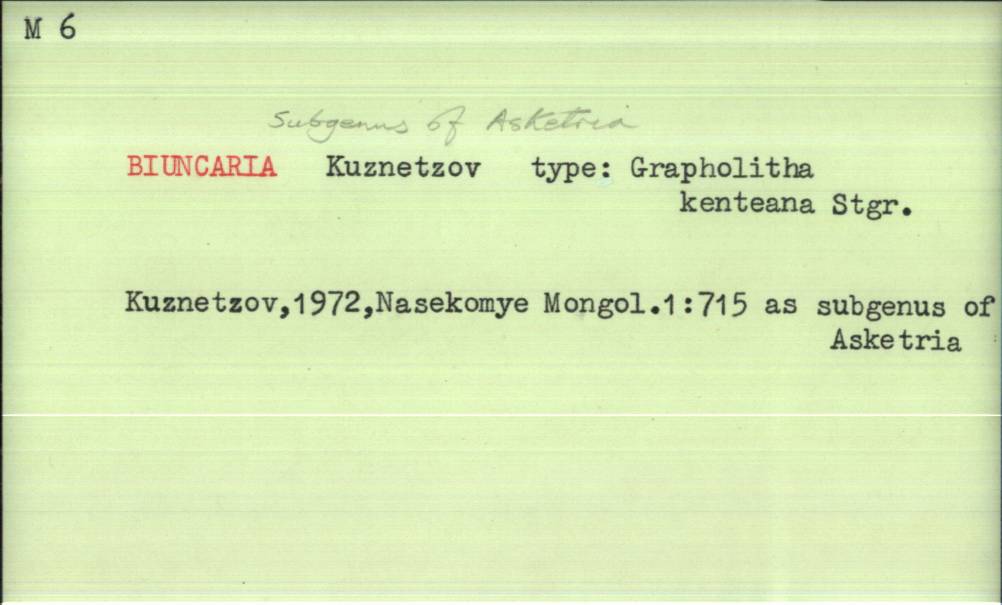 M 6
Subgenus of Asketria
BIUNCARIA Kuznetzov type: Grapholitha
kenteana Stgr.
Kuznetzov,1972,Nasekomye Mongol.1:715 as subgenus of
Asketria